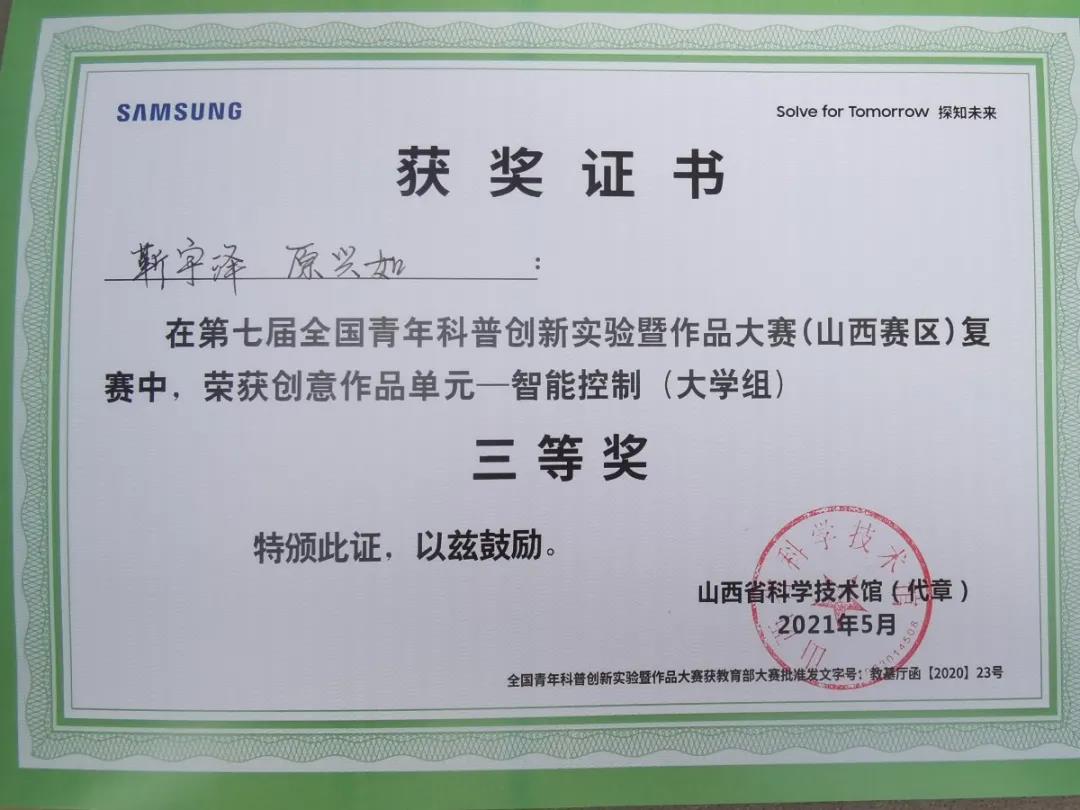 SAMSUNG
Solve for Tomorrow 探知未来
获奖证书
靳宇泽 原兴如:
在第七届全国青年科普创新实验暨作品大赛(山西赛区)复
赛中,荣获创意作品单元—智能控制(大学组)
三等奖
特颁此证,以兹鼓励。
山西省科学技术馆(代章)
2021年5月
全国青年科普创新实验暨作品大赛获教育部大赛批准发文字号:教基厅函【2020】23号